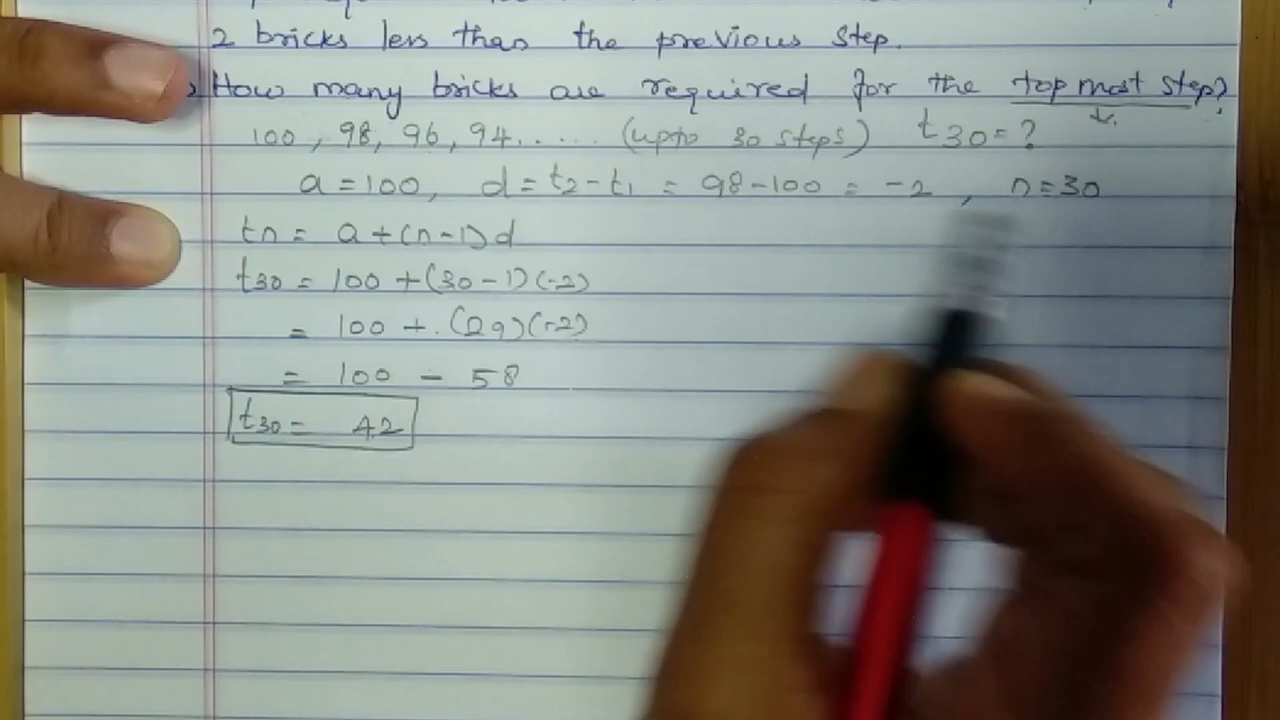 2 bricks less than the previous step.
How many bricks are required for the top most step?
100, 98, 96, 94..... (upto 30 steps) t30=?
a = 100, d = t2-t1 = 98-100 = -2, n=30
tn = a+(n-1)d
t30 = 100 +(30-1)(-2)
= 100 + (29)(-2)
= 100 - 58
t30 = 42